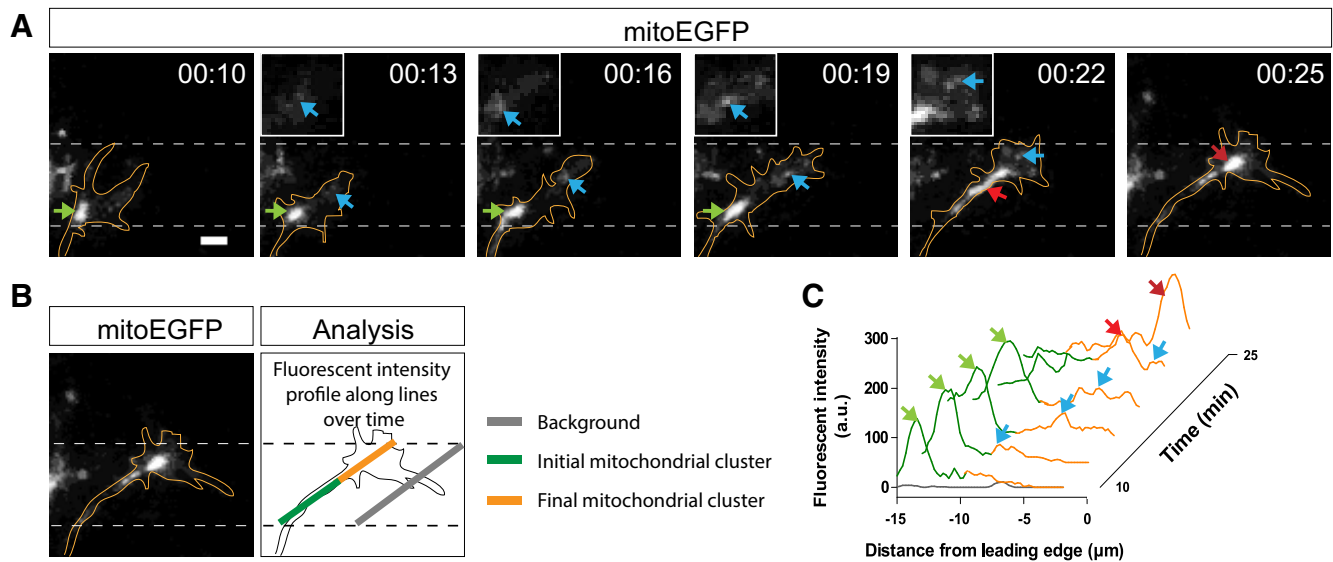 A
mitoEGFP
00:10
00:13
00:16
00:19
00:22
00:25
B
mitoEGFP
Analysis
Fluorescent intensity
profile along lines
over time
Background
Initial mitochondrial cluster
Final mitochondrial cluster
C
Fluorescent intensity
(a.u.)
300
200
100
0
-15
-10
-5
0
Distance from leading edge (µm)
10
25
Time (min)